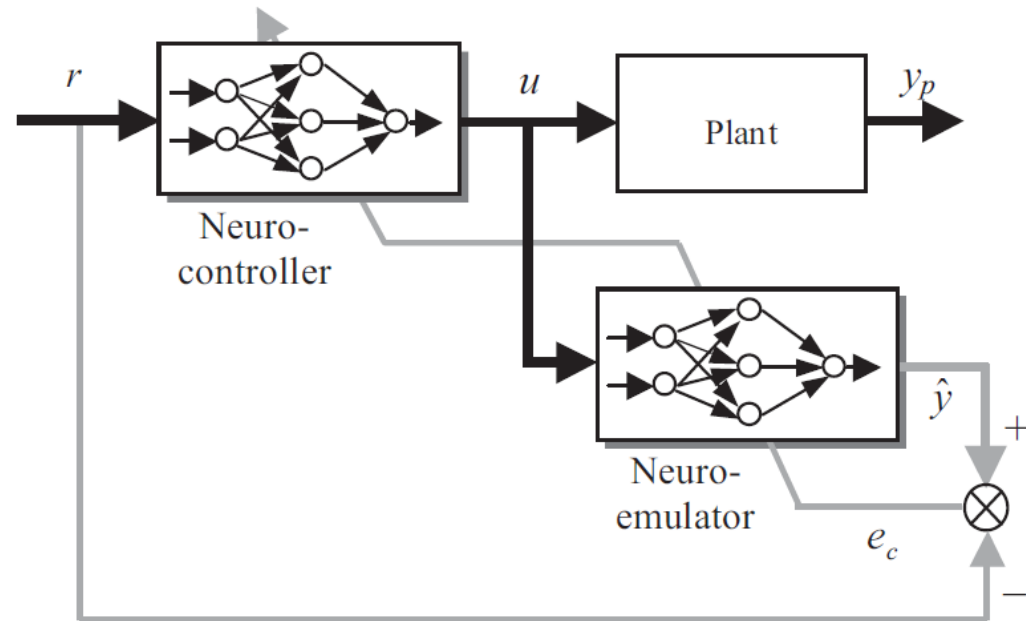 r
u
y_p
Plant
Neuro-
controller
ŷ
+
Neuro-
emulator
e_c
−